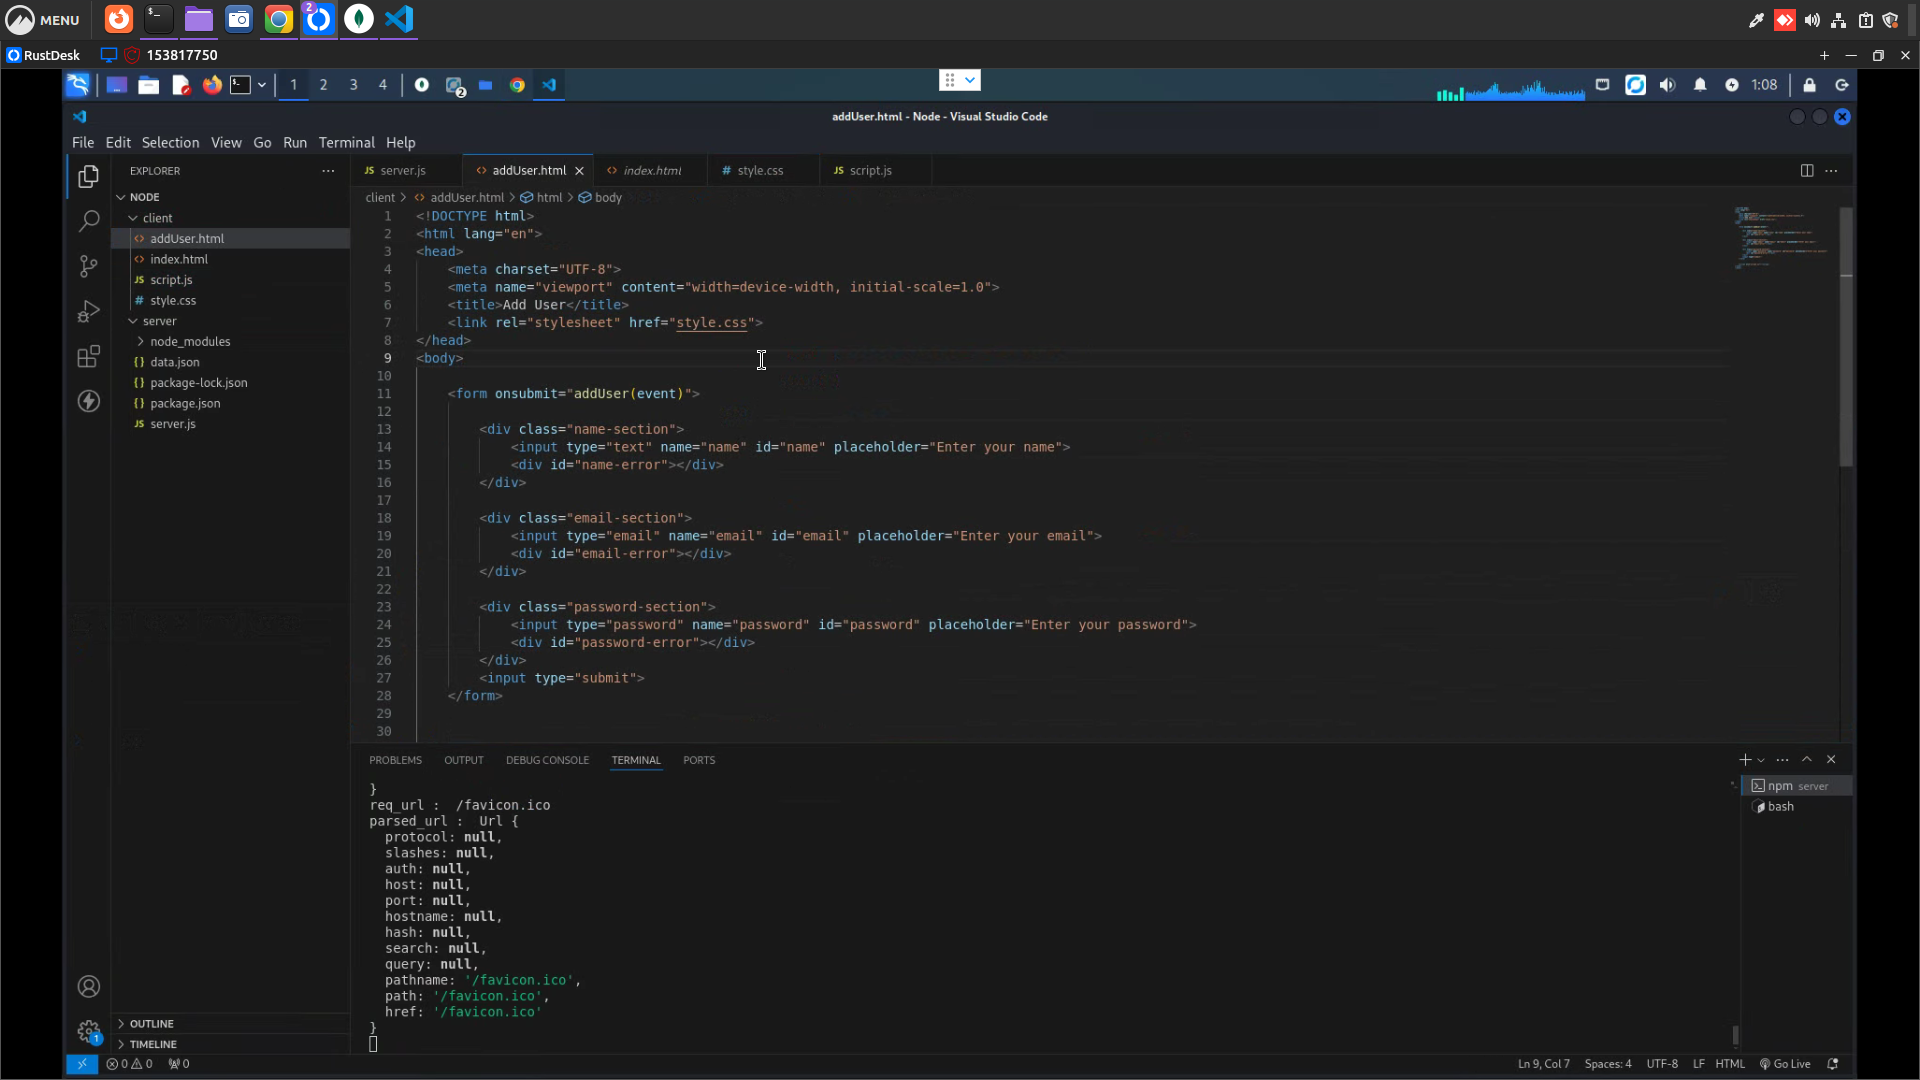 MENU
2
RustDesk
153817750
1
2
3
4
2
1:08
addUser.html - Node - Visual Studio Code
File Edit Selection View Go Run Terminal Help
EXPLORER
NODE
client
addUser.html
index.html
script.js
style.css
server
node_modules
data.json
package-lock.json
package.json
server.js
OUTLINE
TIMELINE
JS server.js
addUser.html
index.html
# style.css
JS script.js
client > addUser.html > html > body
1 <!DOCTYPE html>
2 <html lang="en">
3 <head>
4 <meta charset="UTF-8">
5 <meta name="viewport" content="width=device-width, initial-scale=1.0">
6 <title>Add User</title>
7 <link rel="stylesheet" href="style.css">
8 </head>
9 <body>
10
11 <form onsubmit="addUser(event)">
12
13 <div class="name-section">
14 <input type="text" name="name" id="name" placeholder="Enter your name">
15 <div id="name-error"></div>
16 </div>
17
18 <div class="email-section">
19 <input type="email" name="email" id="email" placeholder="Enter your email">
20 <div id="email-error"></div>
21 </div>
22
23 <div class="password-section">
24 <input type="password" name="password" id="password" placeholder="Enter your password">
25 <div id="password-error"></div>
26 </div>
27 <input type="submit">
28 </form>
29
30
PROBLEMS OUTPUT DEBUG CONSOLE TERMINAL PORTS
}
req_url : /favicon.ico
parsed_url : Url {
protocol: null,
slashes: null,
auth: null,
host: null,
port: null,
hostname: null,
hash: null,
search: null,
query: null,
pathname: '/favicon.ico',
path: '/favicon.ico',
href: '/favicon.ico'
}
npm server
bash
1
0 0 0
Ln 9, Col 7 Spaces: 4 UTF-8 LF HTML Go Live